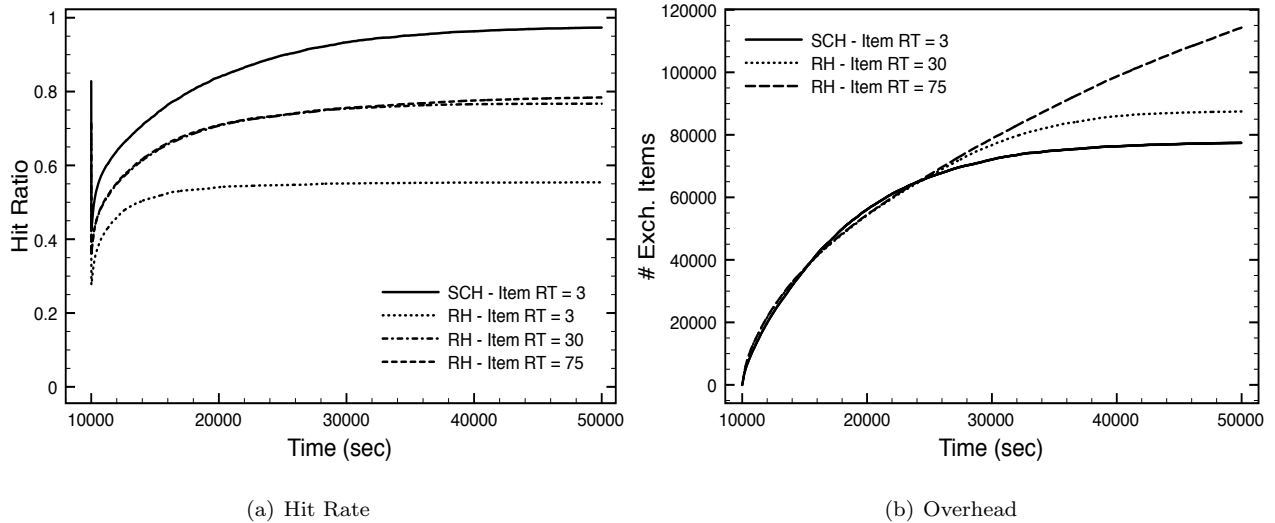 1
0.8
0.6
0.4
0.2
0
Hit Ratio
10000 20000 30000 40000 50000
Time (sec)
SCH - Item RT = 3
RH - Item RT = 3
RH - Item RT = 30
RH - Item RT = 75
(a) Hit Rate
120000
100000
80000
60000
40000
20000
0
# Exch. Items
10000 20000 30000 40000 50000
Time (sec)
SCH - Item RT = 3
RH - Item RT = 30
RH - Item RT = 75
(b) Overhead